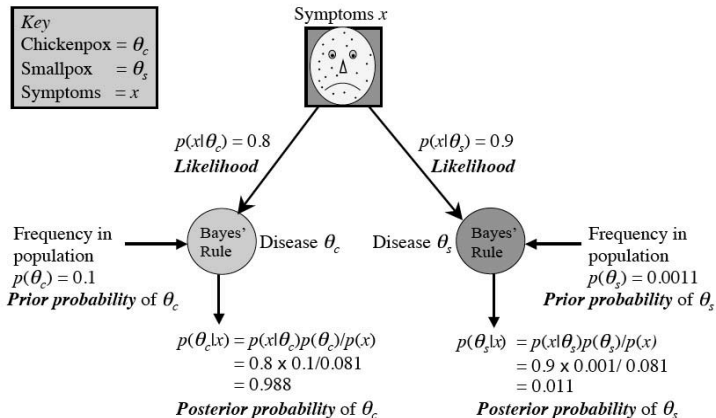 Key
Chickenpox = θc
Smallpox = θs
Symptoms = x
Symptoms x
p(x|θc) = 0.8
Likelihood
p(x|θs) = 0.9
Likelihood
Frequency in
population
p(θc) = 0.1
Prior probability of θc
Bayes’
Rule
Disease θc
Disease θs
Bayes’
Rule
Frequency in
population
p(θs) = 0.0011
Prior probability of θs
p(θc|x) = p(x|θc)p(θc)/p(x)
= 0.8 x 0.1/0.081
= 0.988
Posterior probability of θc
p(θs|x) = p(x|θs)p(θs)/p(x)
= 0.9 x 0.001/ 0.081
= 0.011
Posterior probability of θs